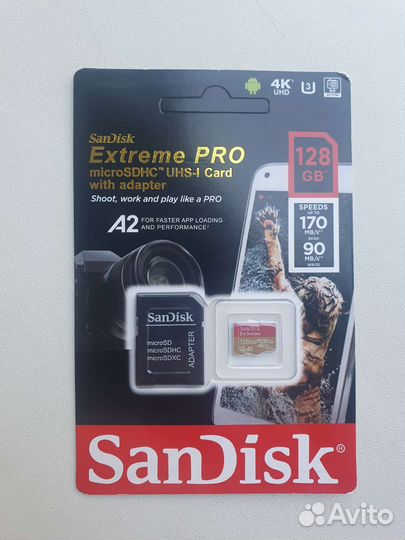 4K
UHD
U3
SanDisk
Extreme PRO
microSDHC™ UHS-I Card
with adapter
Shoot, work and play like a PRO
A2 FOR FASTER APP LOADING
AND PERFORMANCE
128
GB
SPEEDS
UP TO
170
MB/s
READ
90
MB/s
WRITE
SanDisk
microSD
microSDHC
microSDXC
ADAPTER
SanDisk
Extreme
128
A2
SanDisk®
Avito